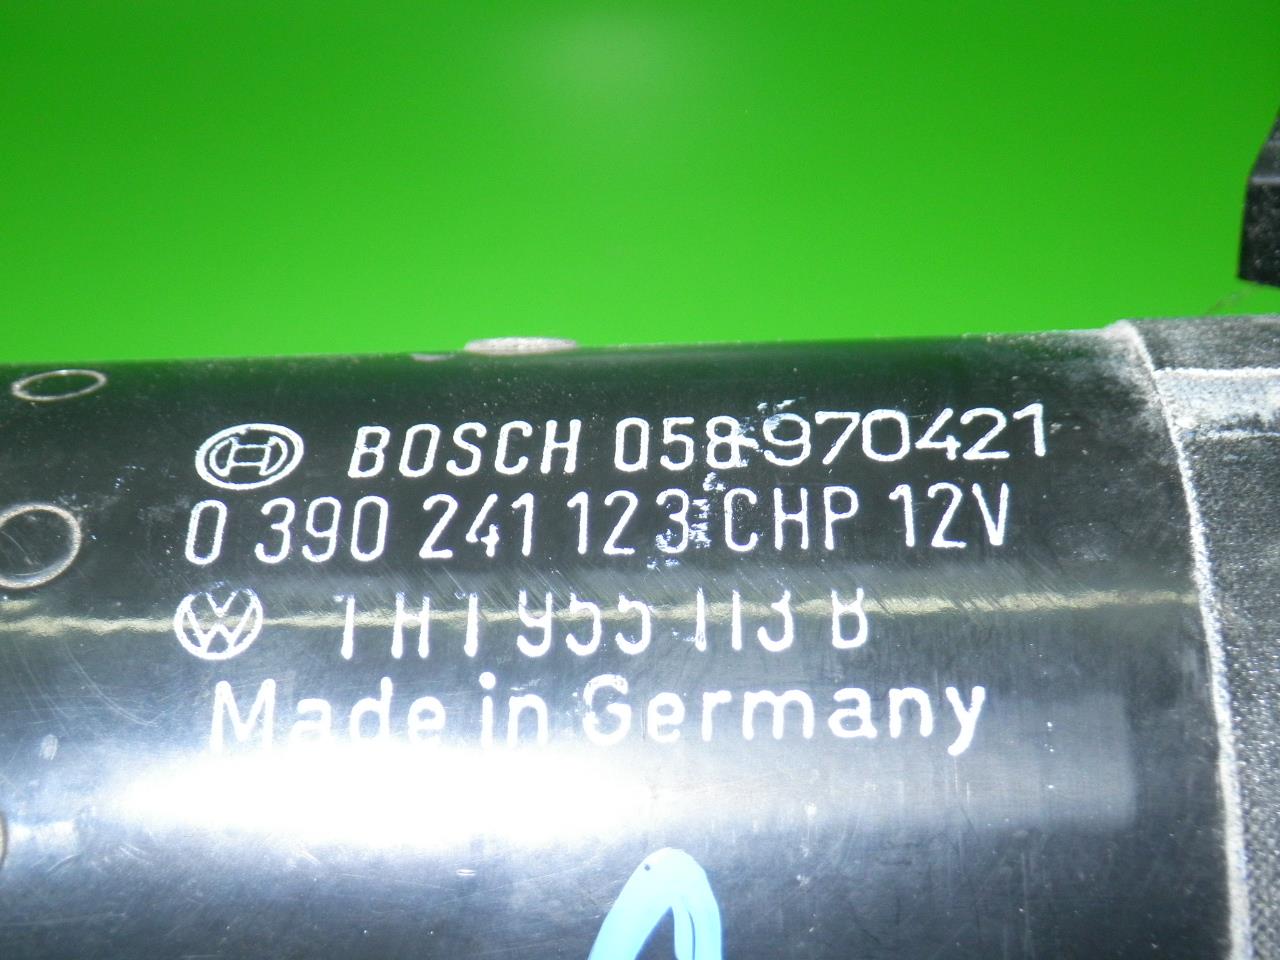 BOSCH 058-970421
0 390 241 123 CHP 12V
1H1 955 113 B
Made in Germany